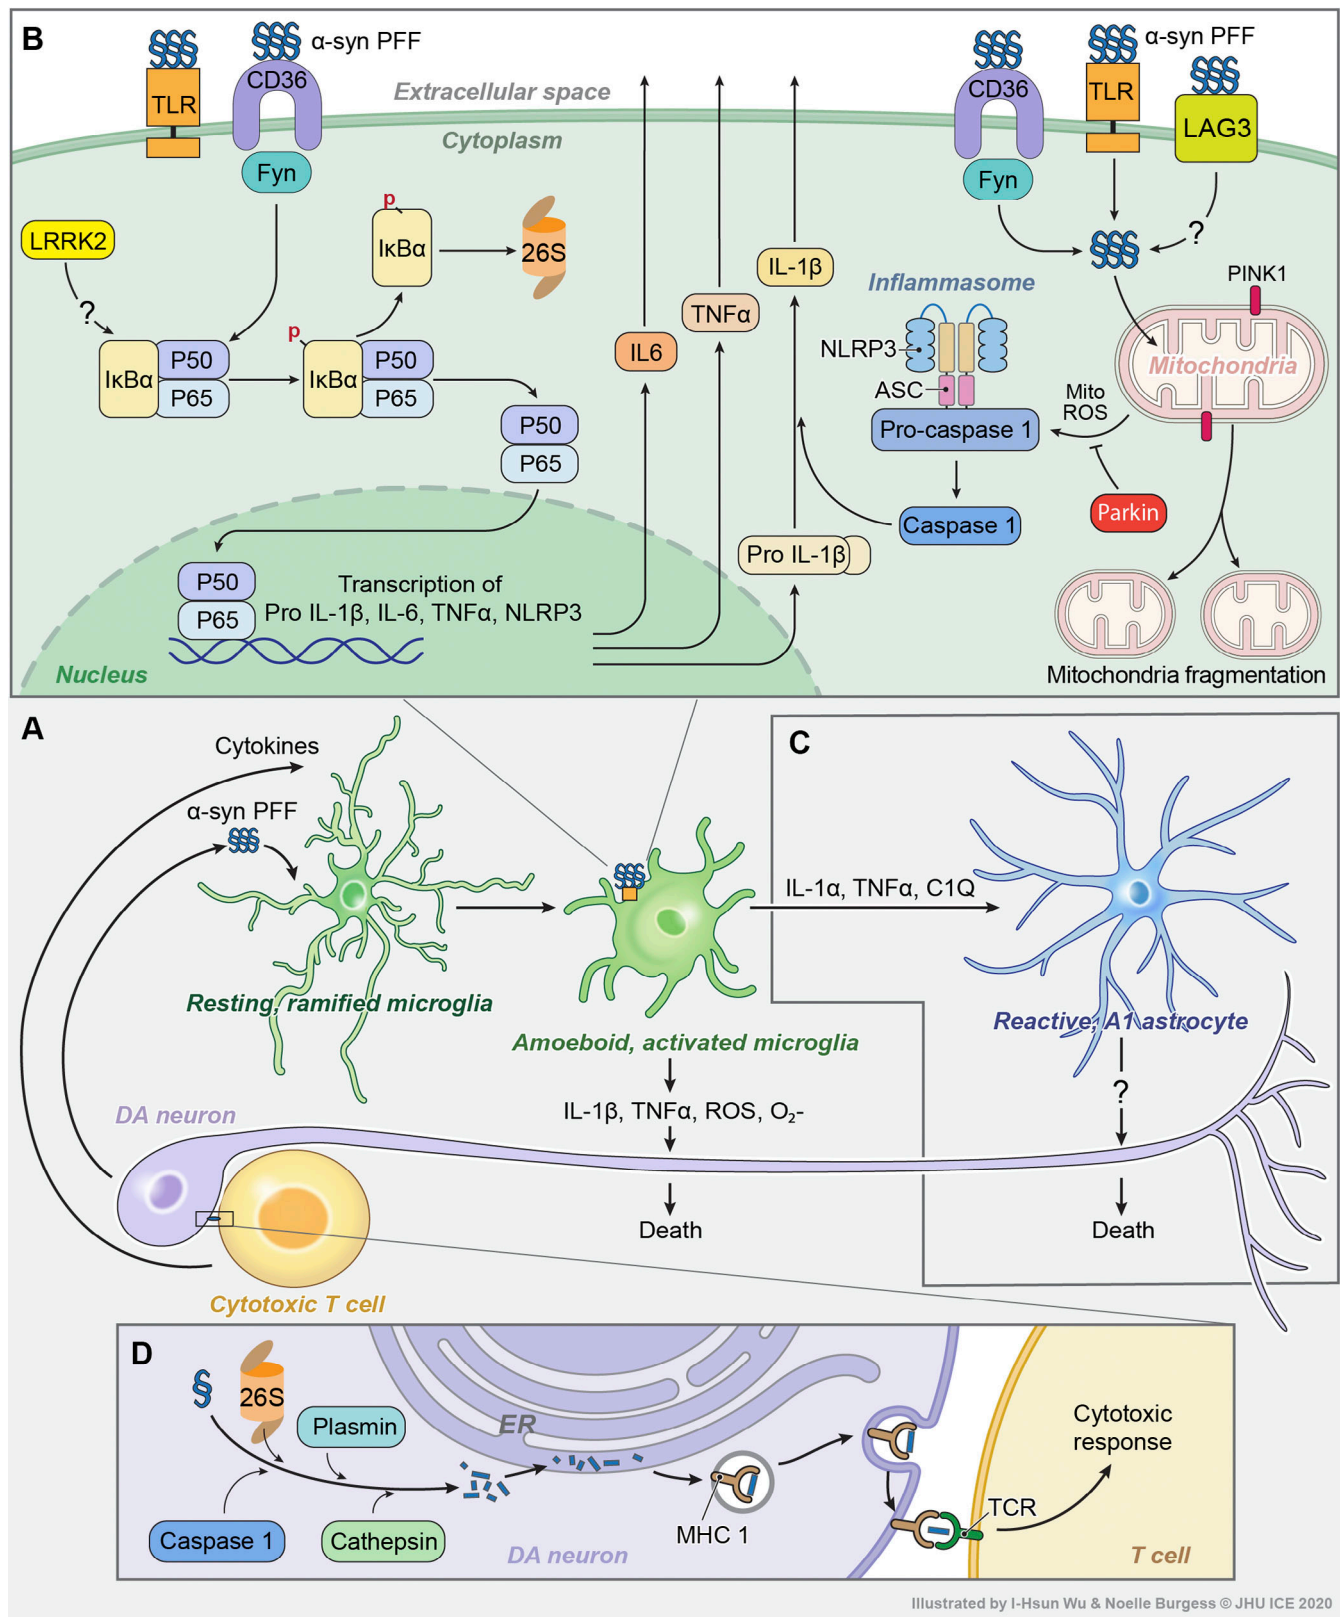 B
α-syn PFF
TLR
CD36
Fyn
Extracellular space
Cytoplasm
α-syn PFF
CD36
TLR
LAG3
Fyn
?
LRRK2
?
p
IκBα
26S
IκBα
P50
P65
p
IκBα
P50
P65
P50
P65
IL6
TNFα
IL-1β
Inflammasome
NLRP3
ASC
Pro-caspase 1
Caspase 1
Pro IL-1β
PINK1
Mitochondria
Mito
ROS
Parkin
Mitochondria fragmentation
P50
P65
Transcription of
Pro IL-1β, IL-6, TNFα, NLRP3
Nucleus
A
Cytokines
α-syn PFF
Resting, ramified microglia
Amoeboid, activated microglia
IL-1β, TNFα, ROS, O₂-
Death
DA neuron
Cytotoxic T cell
C
IL-1α, TNFα, C1Q
Reactive, A1 astrocyte
?
Death
D
26S
Plasmin
Caspase 1
Cathepsin
ER
MHC 1
DA neuron
TCR
Cytotoxic
response
T cell
Illustrated by I-Hsun Wu & Noelle Burgess © JHU ICE 2020